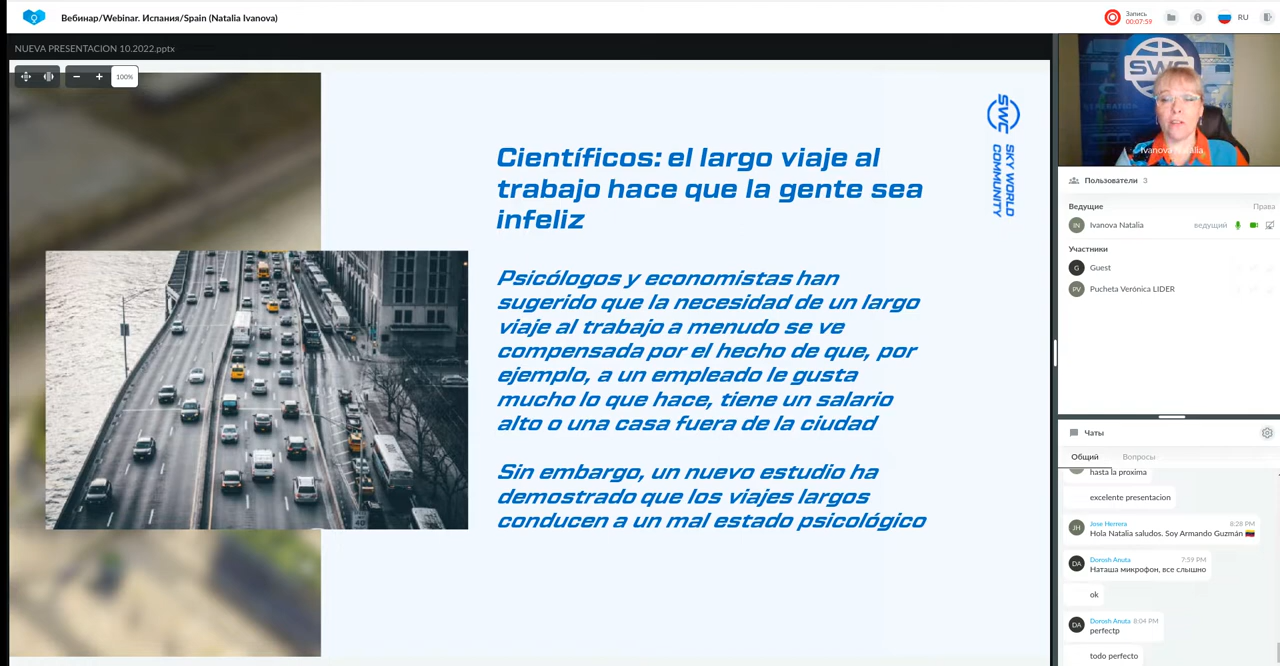 Вебинар/Webinar. Испания/Spain (Natalia Ivanova)
Запись
00:07:59
RU
NUEVA PRESENTACION 10.2022.pptx
100%
Científicos: el largo viaje al
trabajo hace que la gente sea
infeliz
Psicólogos y economistas han
sugerido que la necesidad de un largo
viaje al trabajo a menudo se ve
compensada por el hecho de que, por
ejemplo, a un empleado le gusta
mucho lo que hace, tiene un salario
alto o una casa fuera de la ciudad
Sin embargo, un nuevo estudio ha
demostrado que los viajes largos
conducen a un mal estado psicológico
SWC
SKY WORLD
COMMUNITY
SWC
Ivanova Natalia
Пользователи 3
Ведущие
Права
IN
Ivanova Natalia
ведущий
Участники
G
Guest
PV
Pucheta Verónica LIDER
Чаты
Общий
Вопросы
hasta la proxima
excelente presentacion
JH
Jose Herrera
8:28 PM
Hola Natalia saludos. Soy Armando Guzmán 🇻🇪
DA
Dorosh Anuta
7:59 PM
Наташа микрофон, все слышно
ok
DA
Dorosh Anuta 8:04 PM
perfectp
todo perfecto